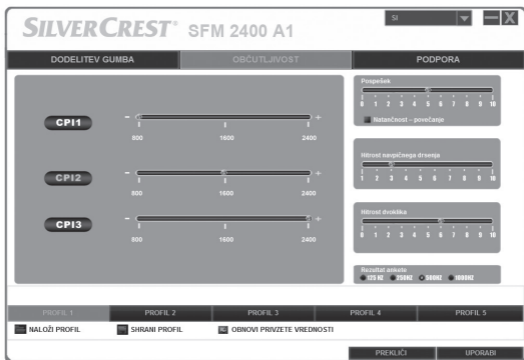 SILVERCREST® SFM 2400 A1
SI
X
DODELITEV GUMBA
OBČUTLJIVOST
PODPORA
CPI1
- +
800 1600 2400
CPI2
- +
800 1600 2400
CPI3
- +
800 1600 2400
Pospešek
0 1 2 3 4 5 6 7 8 9 10
Natančnost – povečanje
Hitrost navpičnega drsenja
1 2 3 4 5 6 7 8 9 10
Hitrost dvoklika
0 1 2 3 4 5 6 7 8 9 10
Rezultat ankete
125 HZ 250HZ 500HZ 1000HZ
PROFIL 1
PROFIL 2
PROFIL 3
PROFIL 4
PROFIL 5
NALOŽI PROFIL
SHRANI PROFIL
OBNOVI PRIVZETE VREDNOSTI
PREKLIČI
UPORABI